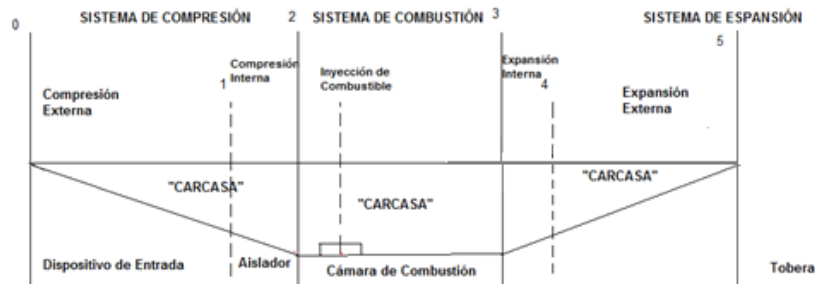 0 SISTEMA DE COMPRESIÓN 2 SISTEMA DE COMBUSTIÓN 3 SISTEMA DE ESPANSIÓN
5
Compresión
Externa
1
Compresión
Interna
Inyección de
Combustible
Expansión
Interna
4
Expansión
Externa
"CARCASA"
"CARCASA"
"CARCASA"
Dispositivo de Entrada
Aislador
Cámara de Combustión
Tobera